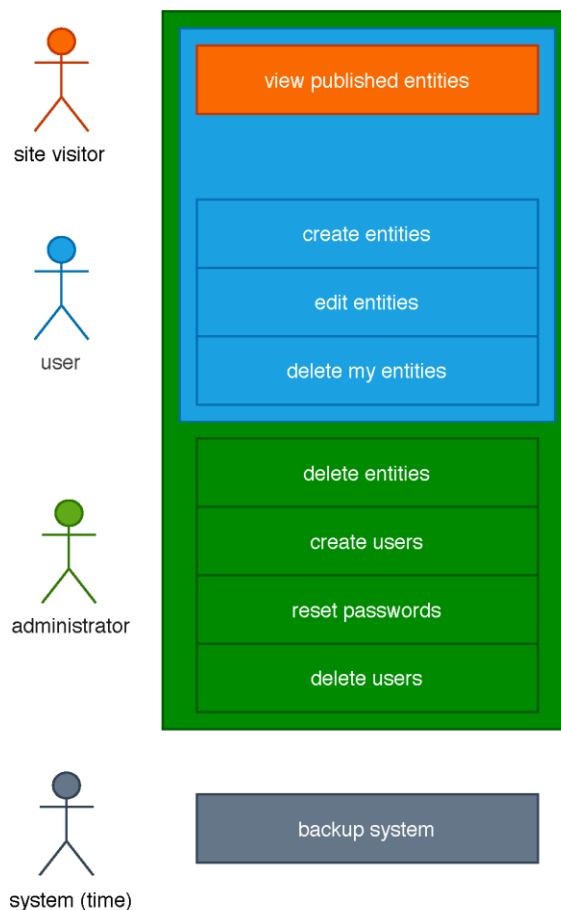 view published entities
site visitor
create entities
edit entities
user
delete my entities
delete entities
create users
reset passwords
administrator
delete users
backup system
system (time)